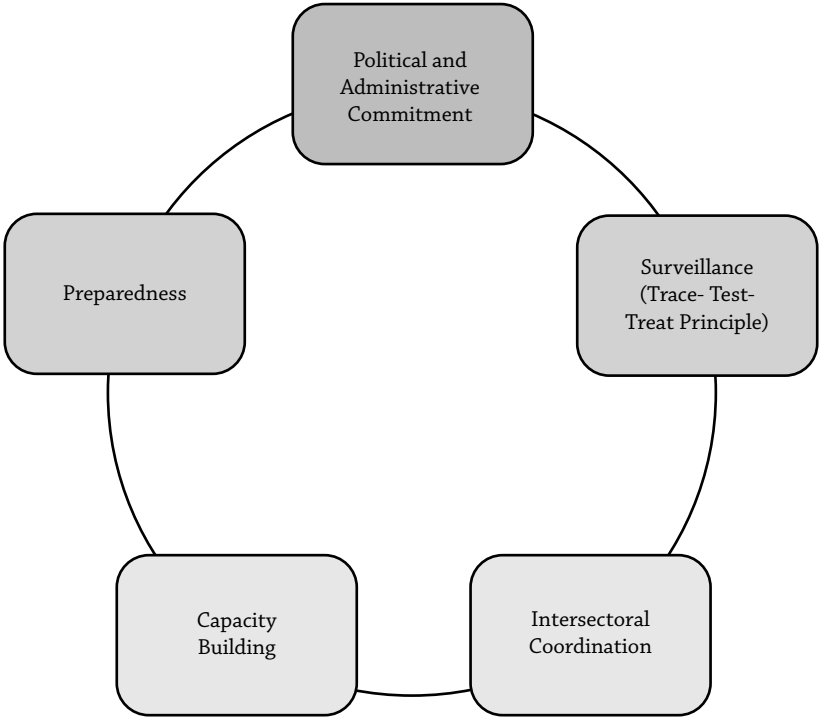 Political and
Administrative
Commitment
Preparedness
Surveillance
(Trace- Test-
Treat Principle)
Capacity
Building
Intersectoral
Coordination